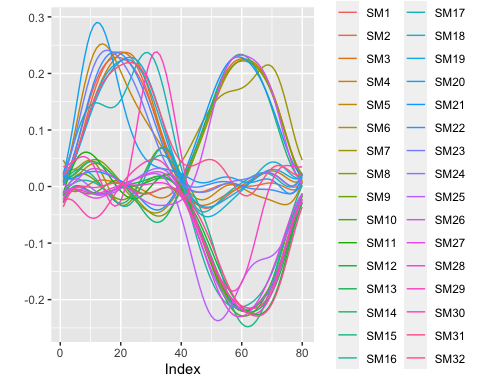 0.3
0.2
0.1
0.0
-0.1
-0.2
0 20 40 60 80
Index
SM1 SM17
SM2 SM18
SM3 SM19
SM4 SM20
SM5 SM21
SM6 SM22
SM7 SM23
SM8 SM24
SM9 SM25
SM10 SM26
SM11 SM27
SM12 SM28
SM13 SM29
SM14 SM30
SM15 SM31
SM16 SM32